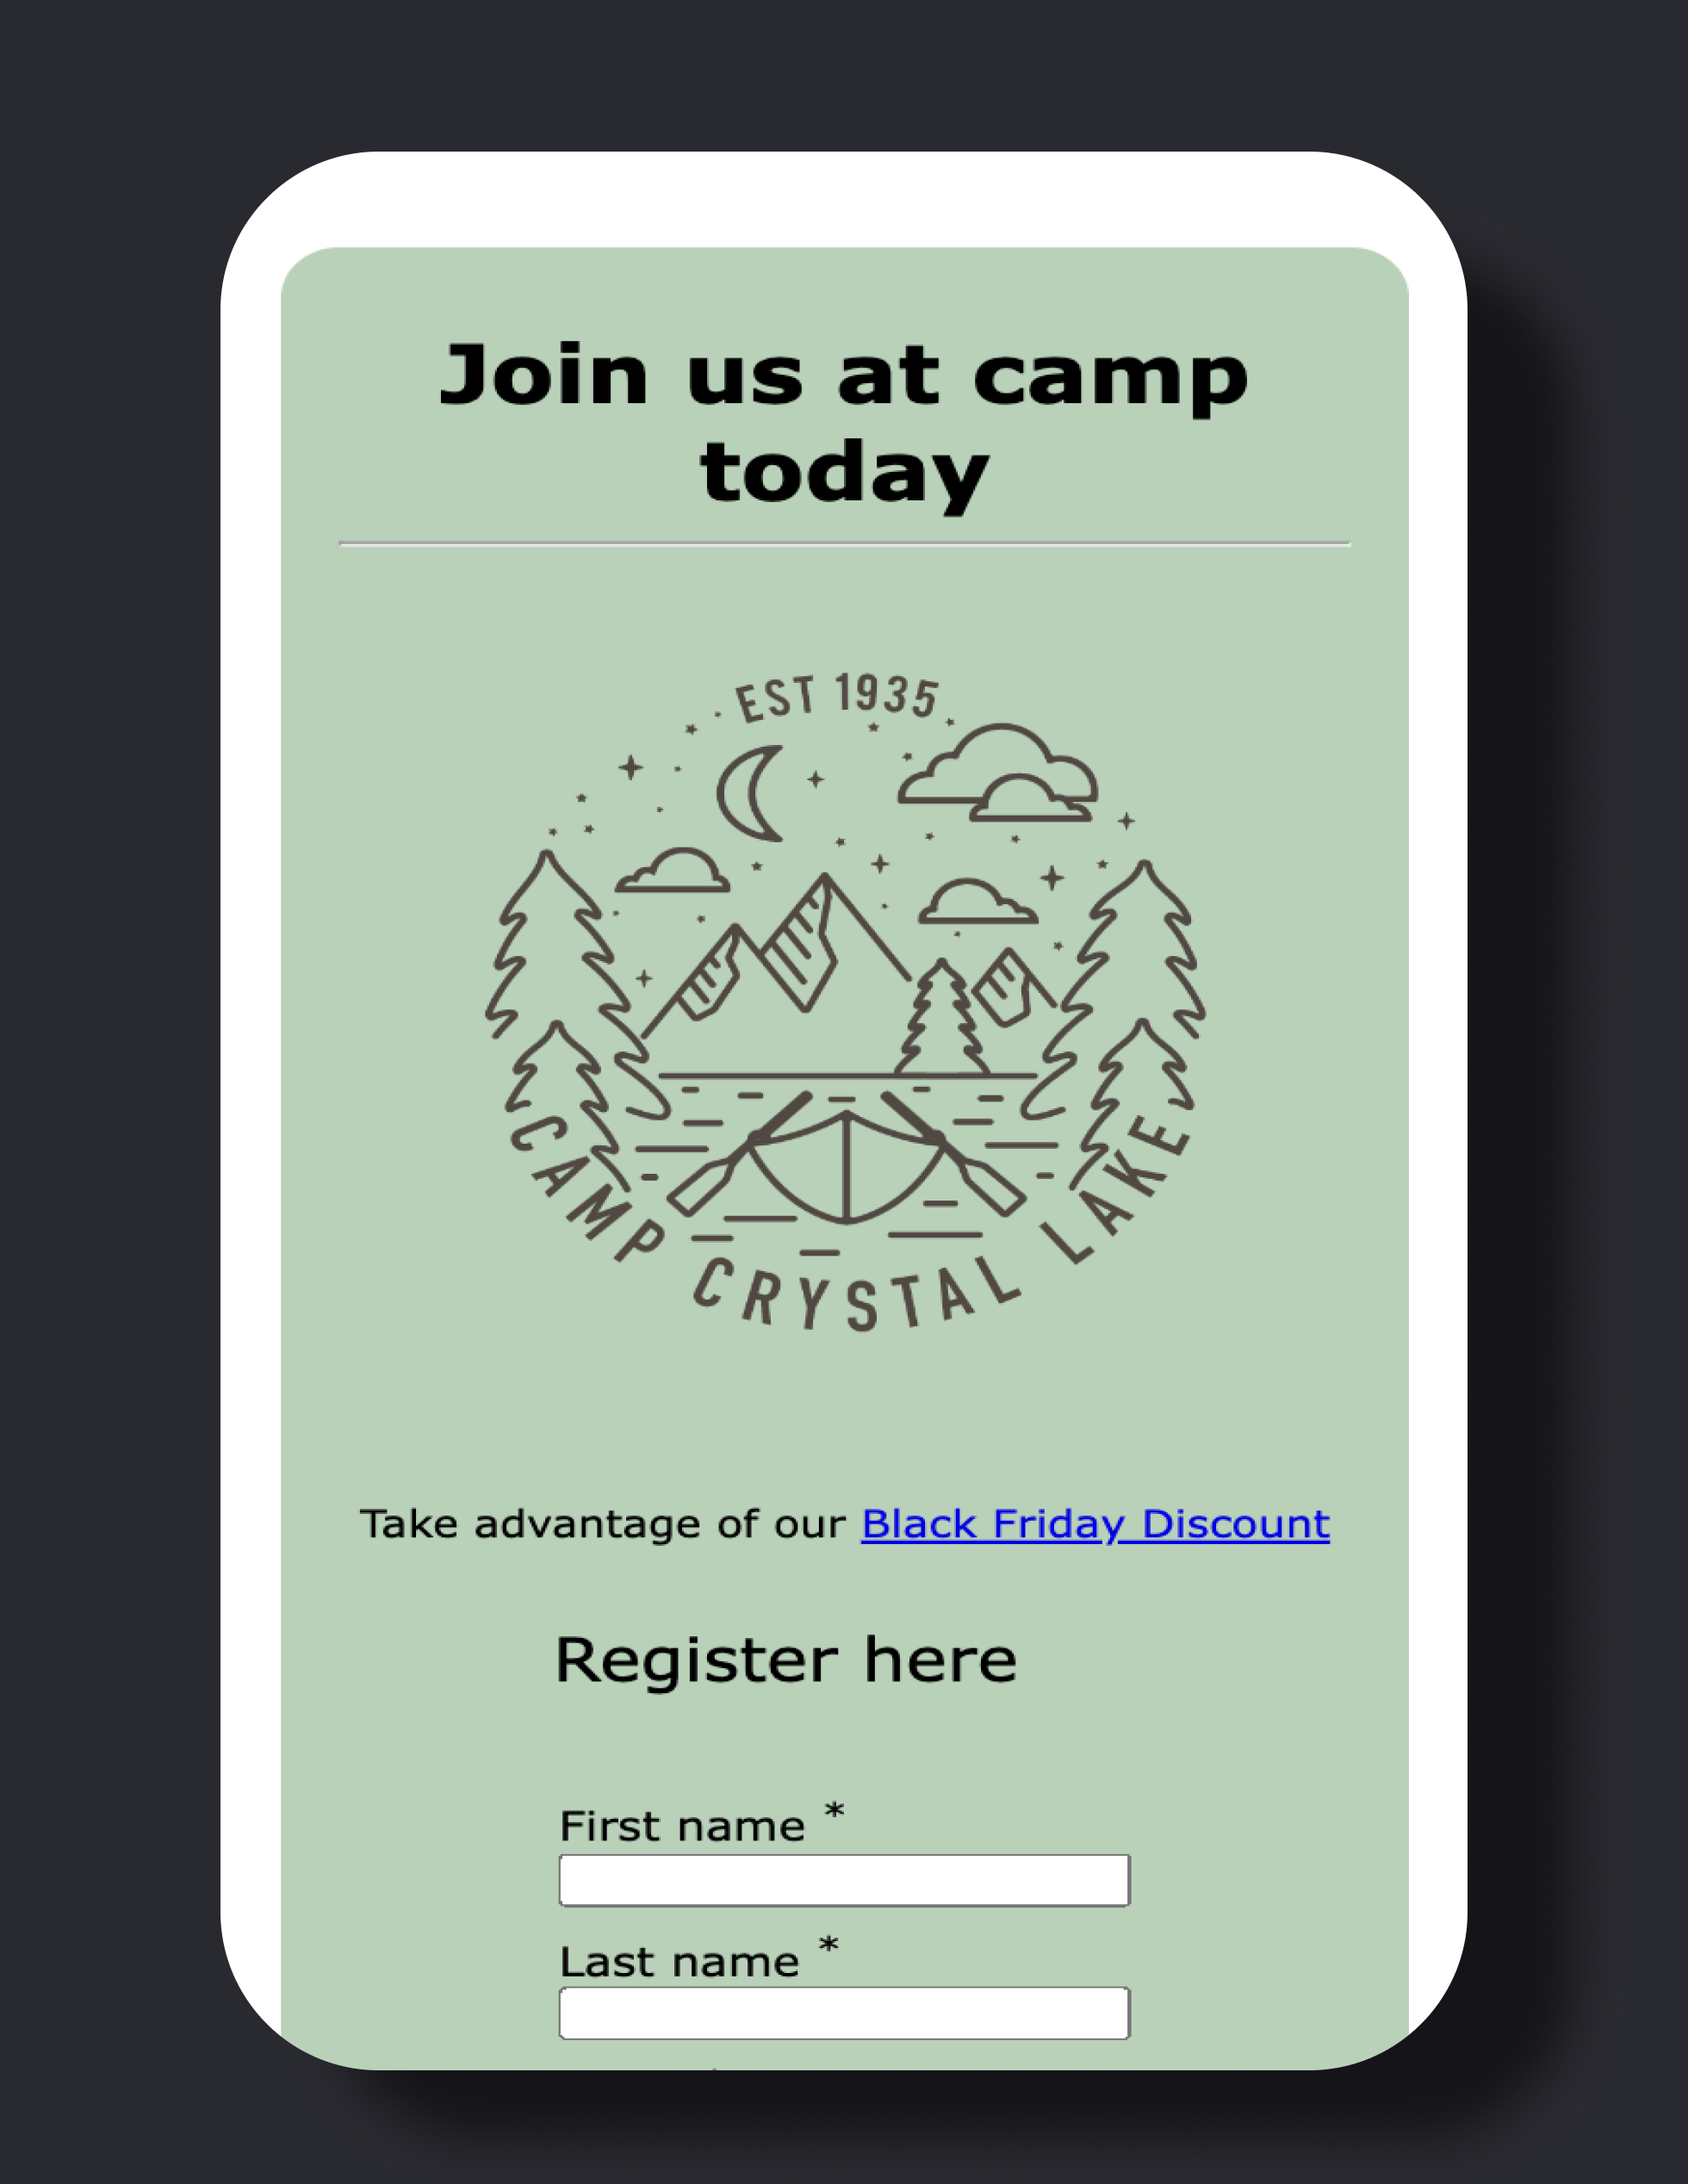 Join us at camp
today
EST 1935
CAMP CRYSTAL LAKE
Take advantage of our Black Friday Discount
Register here
First name *
Last name *